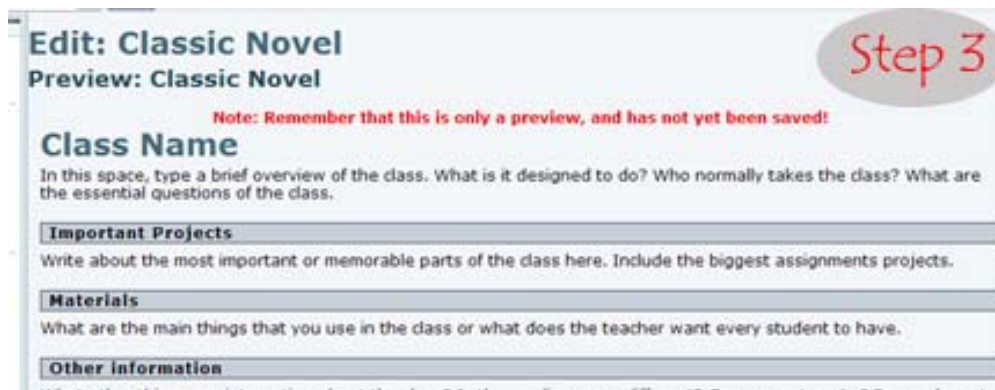 Edit: Classic Novel
Step 3
Preview: Classic Novel
Note: Remember that this is only a preview, and has not yet been saved!
Class Name
In this space, type a brief overview of the class. What is it designed to do? Who normally takes the class? What are
the essential questions of the class.
Important Projects
Write about the most important or memorable parts of the class here. Include the biggest assignments projects.
Materials
What are the main things that you use in the class or what does the teacher want every student to have.
Other information